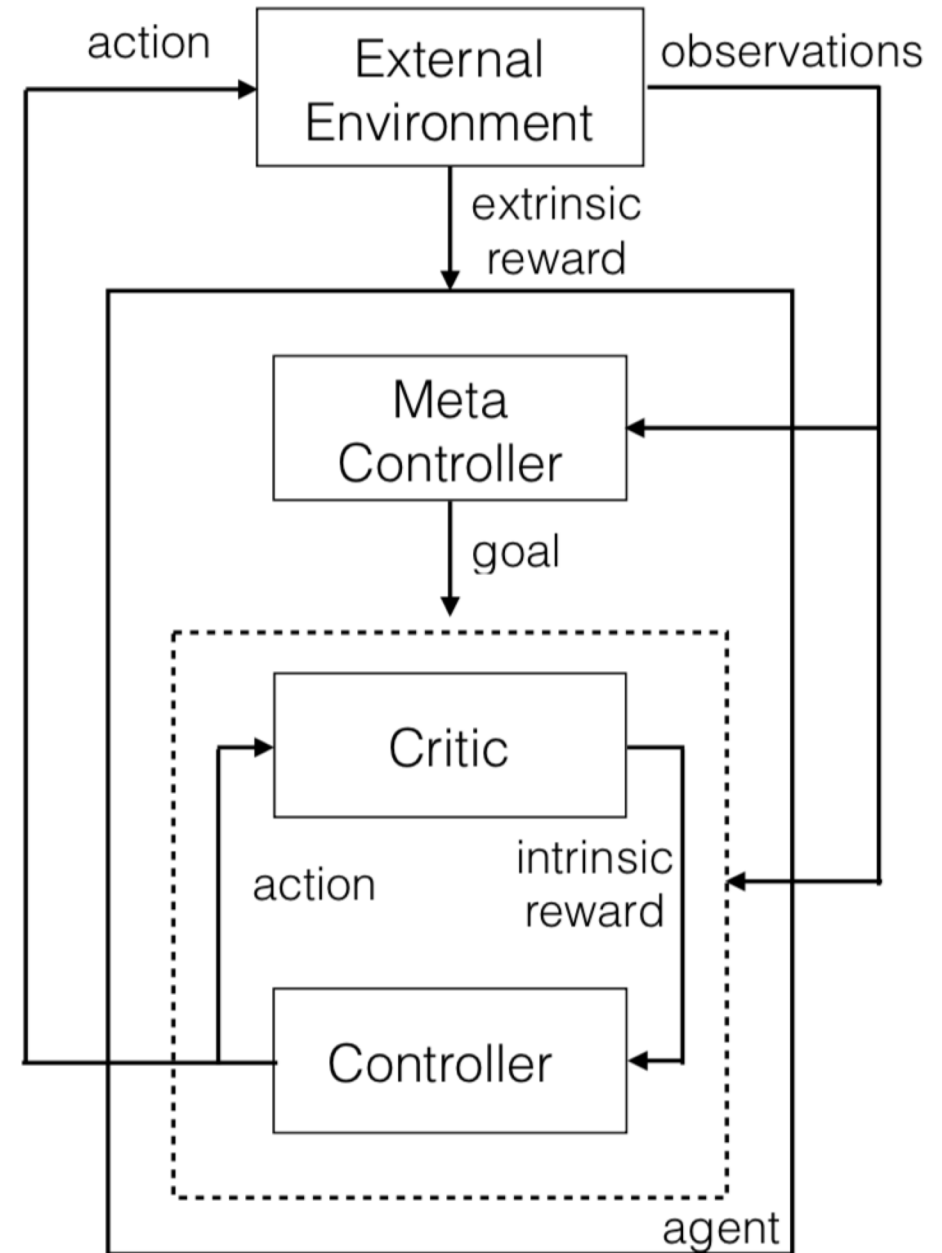 action
External
Environment
observations
extrinsic
reward
Meta
Controller
goal
Critic
action
intrinsic
reward
Controller
agent